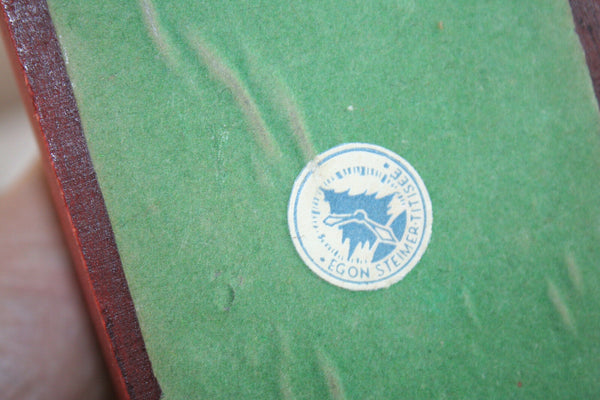 • EGON STEIMER-TITISEE •